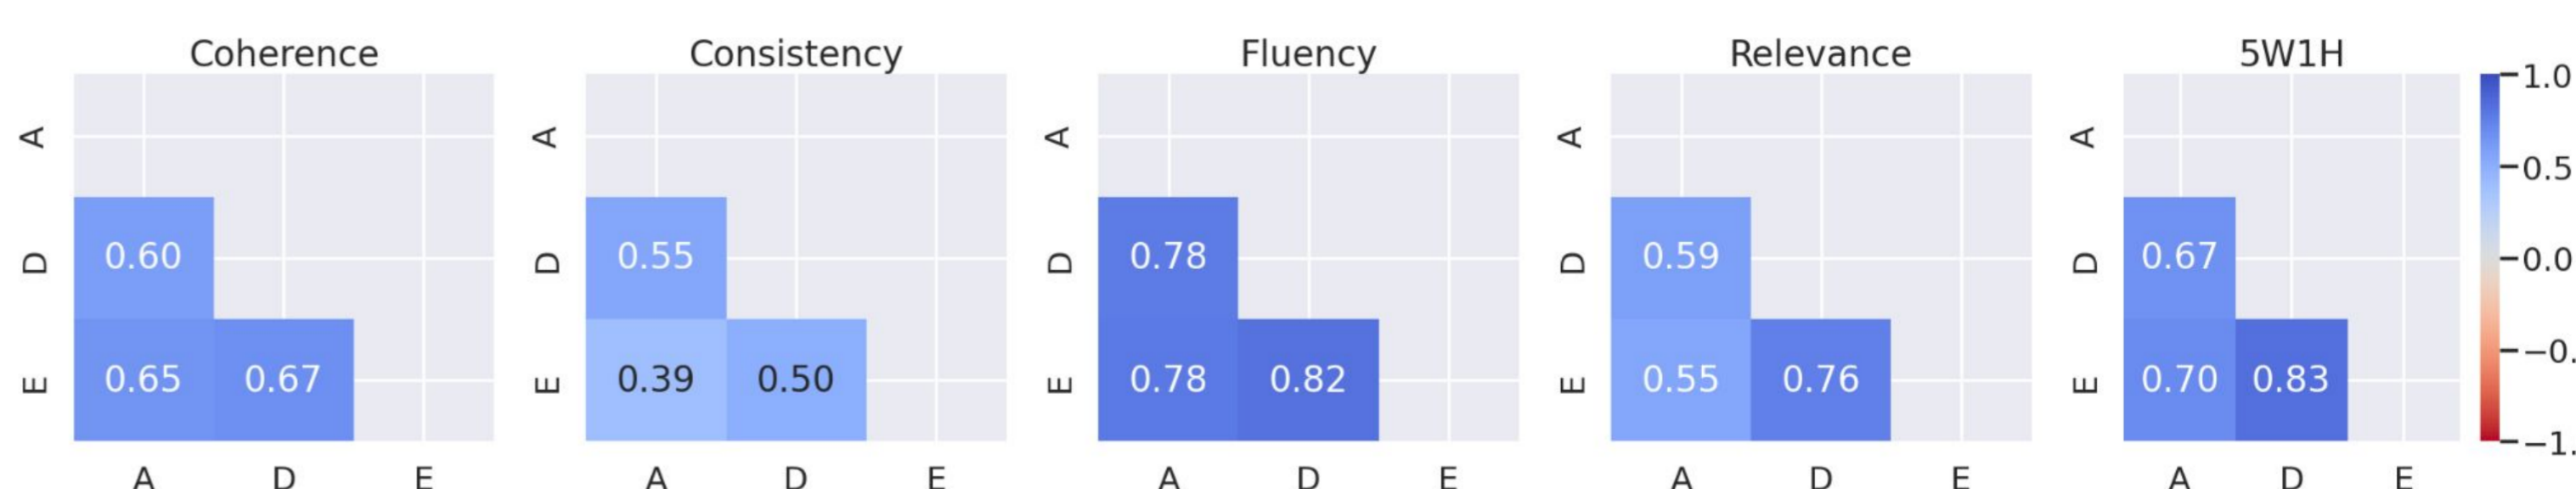 Coherence Consistency Fluency Relevance 5W1H
1.0
A A A A A
0.5
D 0.60 D 0.55 D 0.78 D 0.59 D 0.67
0.0
−0.
E 0.65 0.67 E 0.39 0.50 E 0.78 0.82 E 0.55 0.76 E 0.70 0.83
−1.
A D E A D E A D E A D E A D E